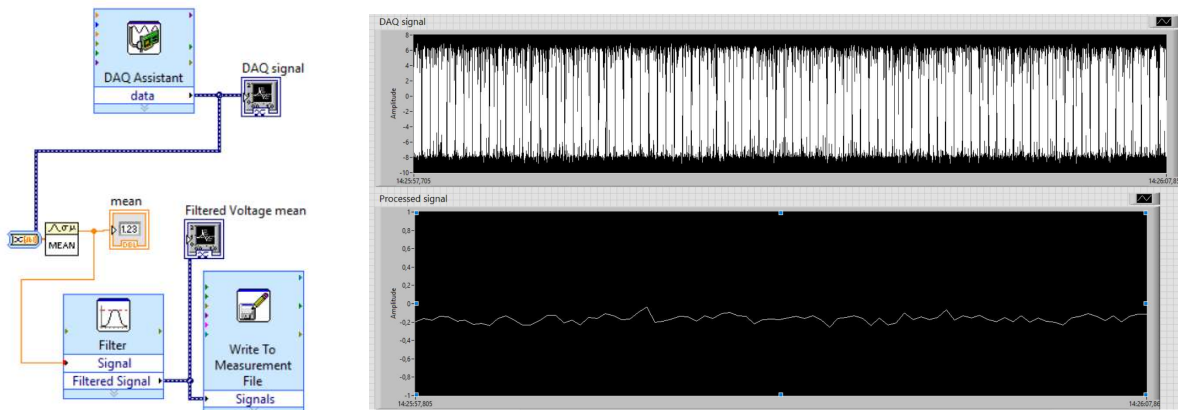 DAQ Assistant
data
DAQ signal
mean
1.23
DBL
MEAN
Filtered Voltage mean
Filter
Signal
Filtered Signal
Write To
Measurement
File
Signals
DAQ signal
Amplitude
8
6
4
2
0
-2
-4
-6
-8
-10
14:25:57,705
Processed signal
Amplitude
1
0,8
0,6
0,4
0,2
0
-0,2
-0,4
-0,6
-0,8
-1
14:25:57,805